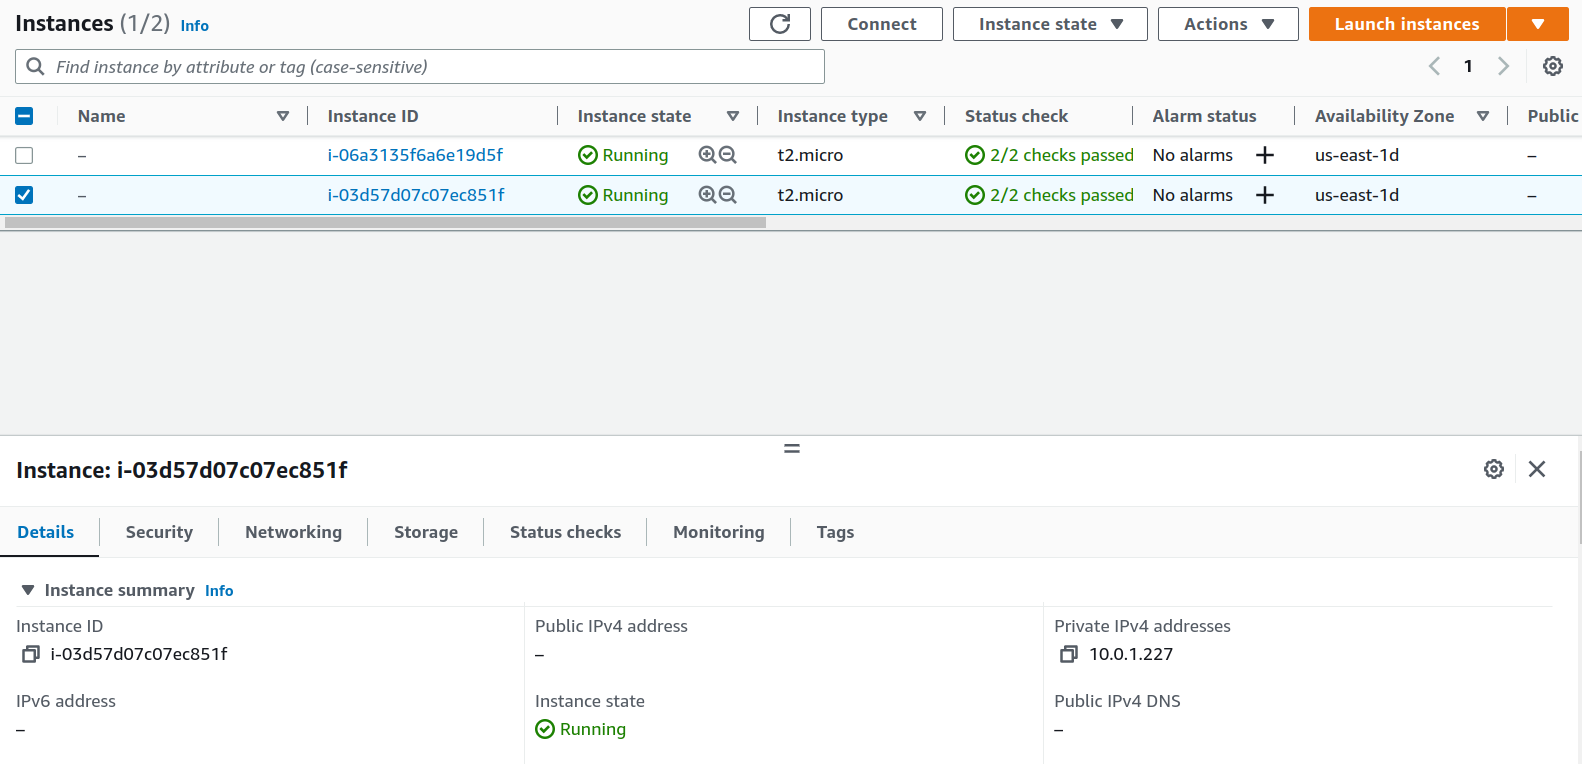 Instances (1/2) Info
Connect
Instance state
Actions
Launch instances
Find instance by attribute or tag (case-sensitive)
1
Name Instance ID Instance state Instance type Status check Alarm status Availability Zone Public
– i-06a3135f6a6e19d5f Running t2.micro 2/2 checks passed No alarms + us-east-1d –
– i-03d57d07c07ec851f Running t2.micro 2/2 checks passed No alarms + us-east-1d –
Instance: i-03d57d07c07ec851f
Details Security Networking Storage Status checks Monitoring Tags
Instance summary Info
Instance ID
i-03d57d07c07ec851f
Public IPv4 address
–
Private IPv4 addresses
10.0.1.227
IPv6 address
–
Instance state
Running
Public IPv4 DNS
–